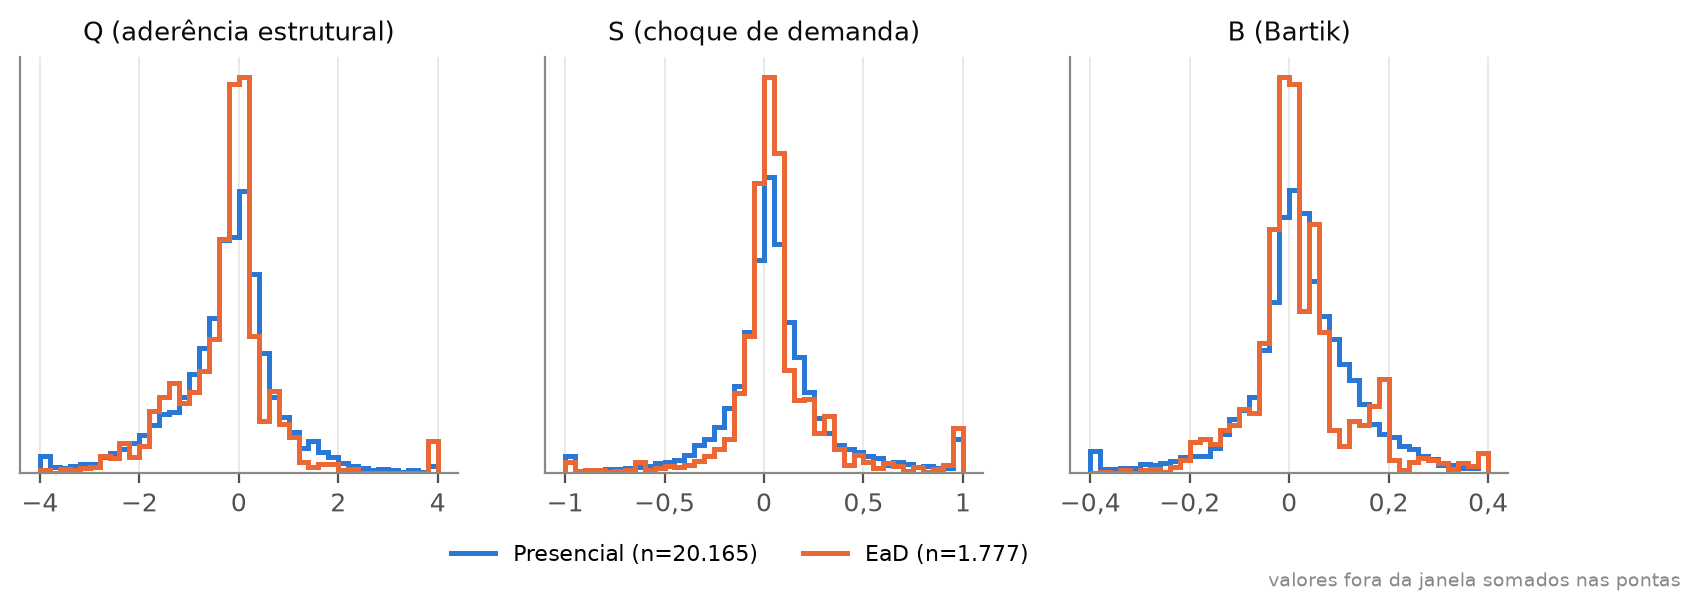 Q (aderência estrutural)
S (choque de demanda)
B (Bartik)
−4 −2 0 2 4
−1 −0,5 0 0,5 1
−0,4 −0,2 0 0,2 0,4
Presencial (n=20.165) EaD (n=1.777)
valores fora da janela somados nas pontas